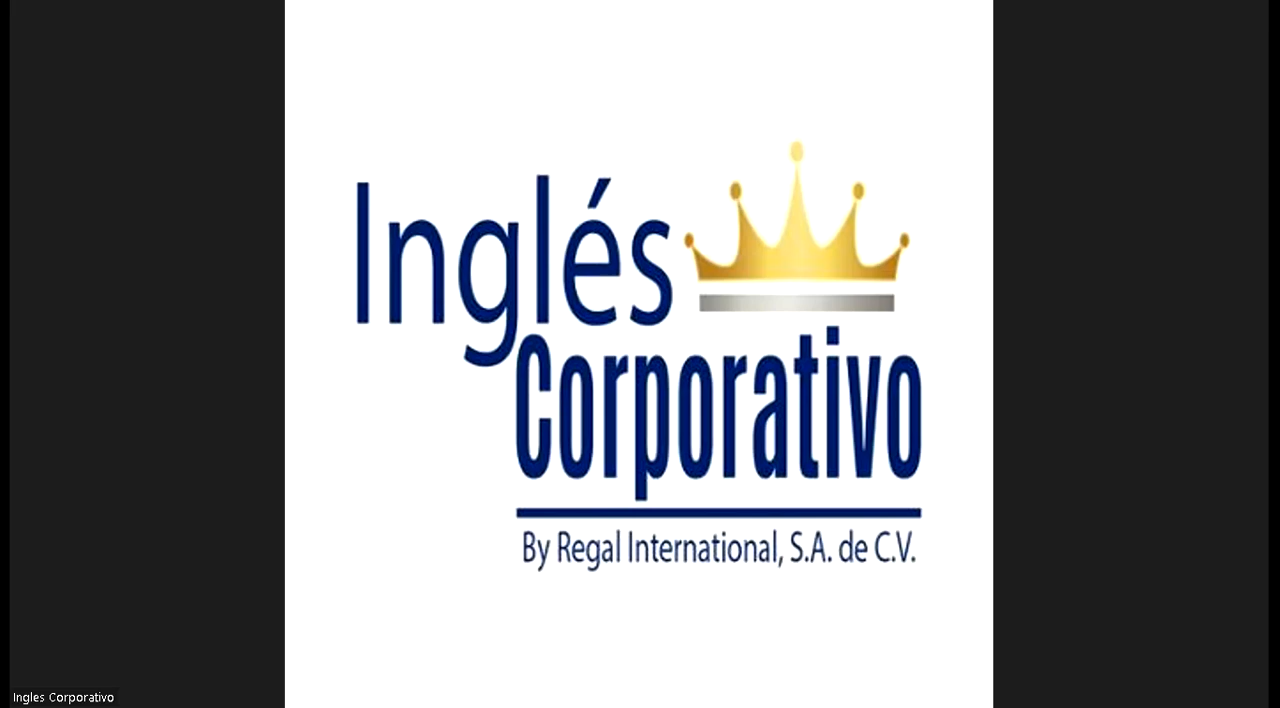 Inglés
Corporativo
By Regal International, S.A. de C.V.
Ingles Corporativo